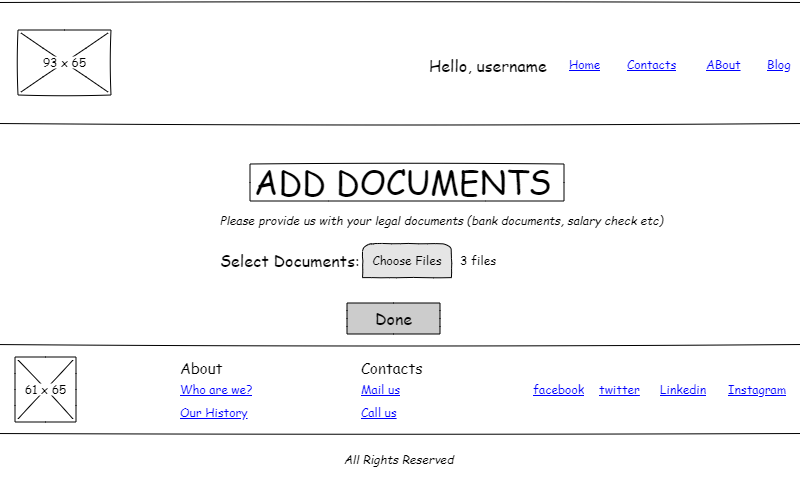 93 x 65
Hello, username Home Contacts ABout Blog
ADD DOCUMENTS
Please provide us with your legal documents (bank documents, salary check etc)
Select Documents: Choose Files 3 files
Done
61 x 65
About
Who are we?
Our History
Contacts
Mail us
Call us
facebook twitter Linkedin Instagram
All Rights Reserved